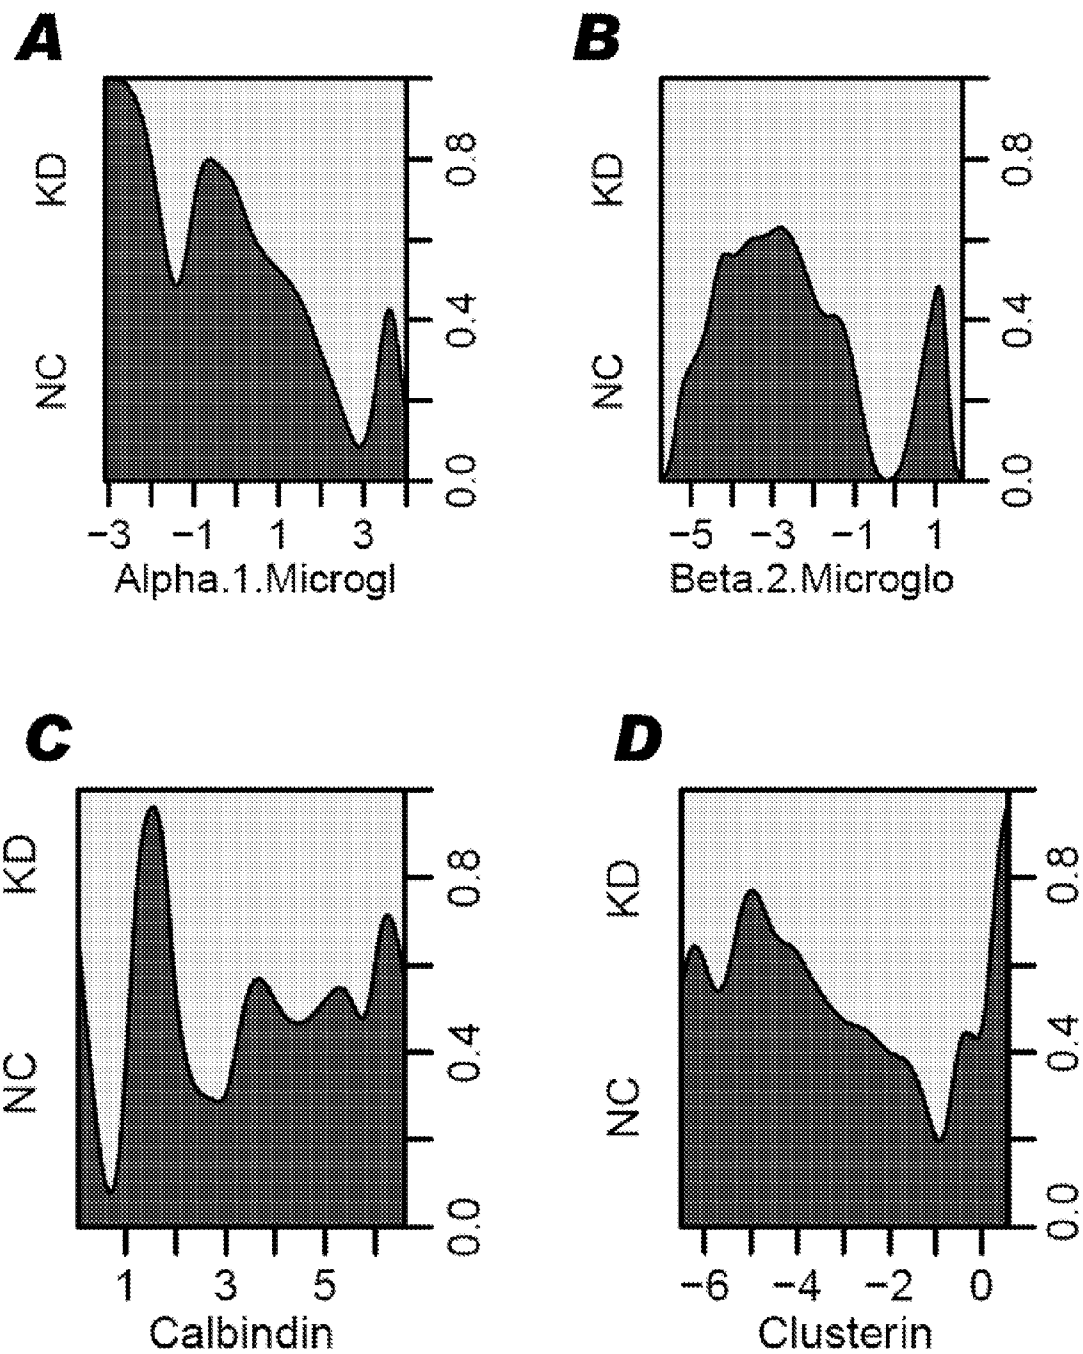 A
KD
NC
0.8
0.4
0.0
−3 −1 1 3
Alpha.1.Microgl
B
KD
NC
0.8
0.4
0.0
−5 −3 −1 1
Beta.2.Microglo
C
KD
NC
0.8
0.4
0.0
1 3 5
Calbindin
D
KD
NC
0.8
0.4
0.0
−6 −4 −2 0
Clusterin